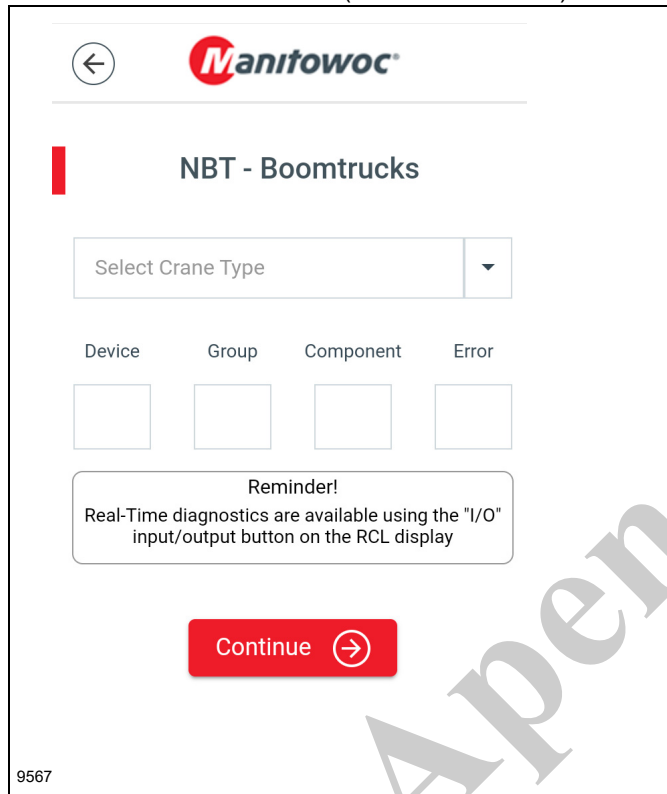 Manitowoc®
NBT - Boomtrucks
Select Crane Type
Device Group Component Error
Reminder!
Real-Time diagnostics are available using the "I/O"
input/output button on the RCL display
Continue
9567
Apen